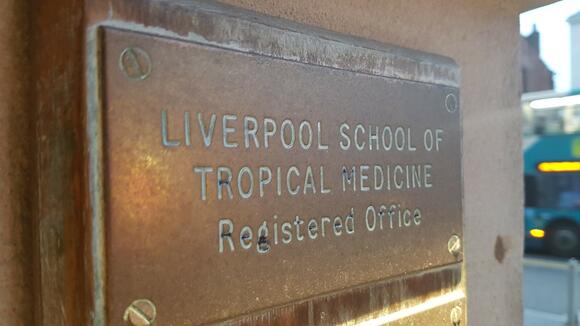 LIVERPOOL SCHOOL OF
TROPICAL MEDICINE
Registered Office